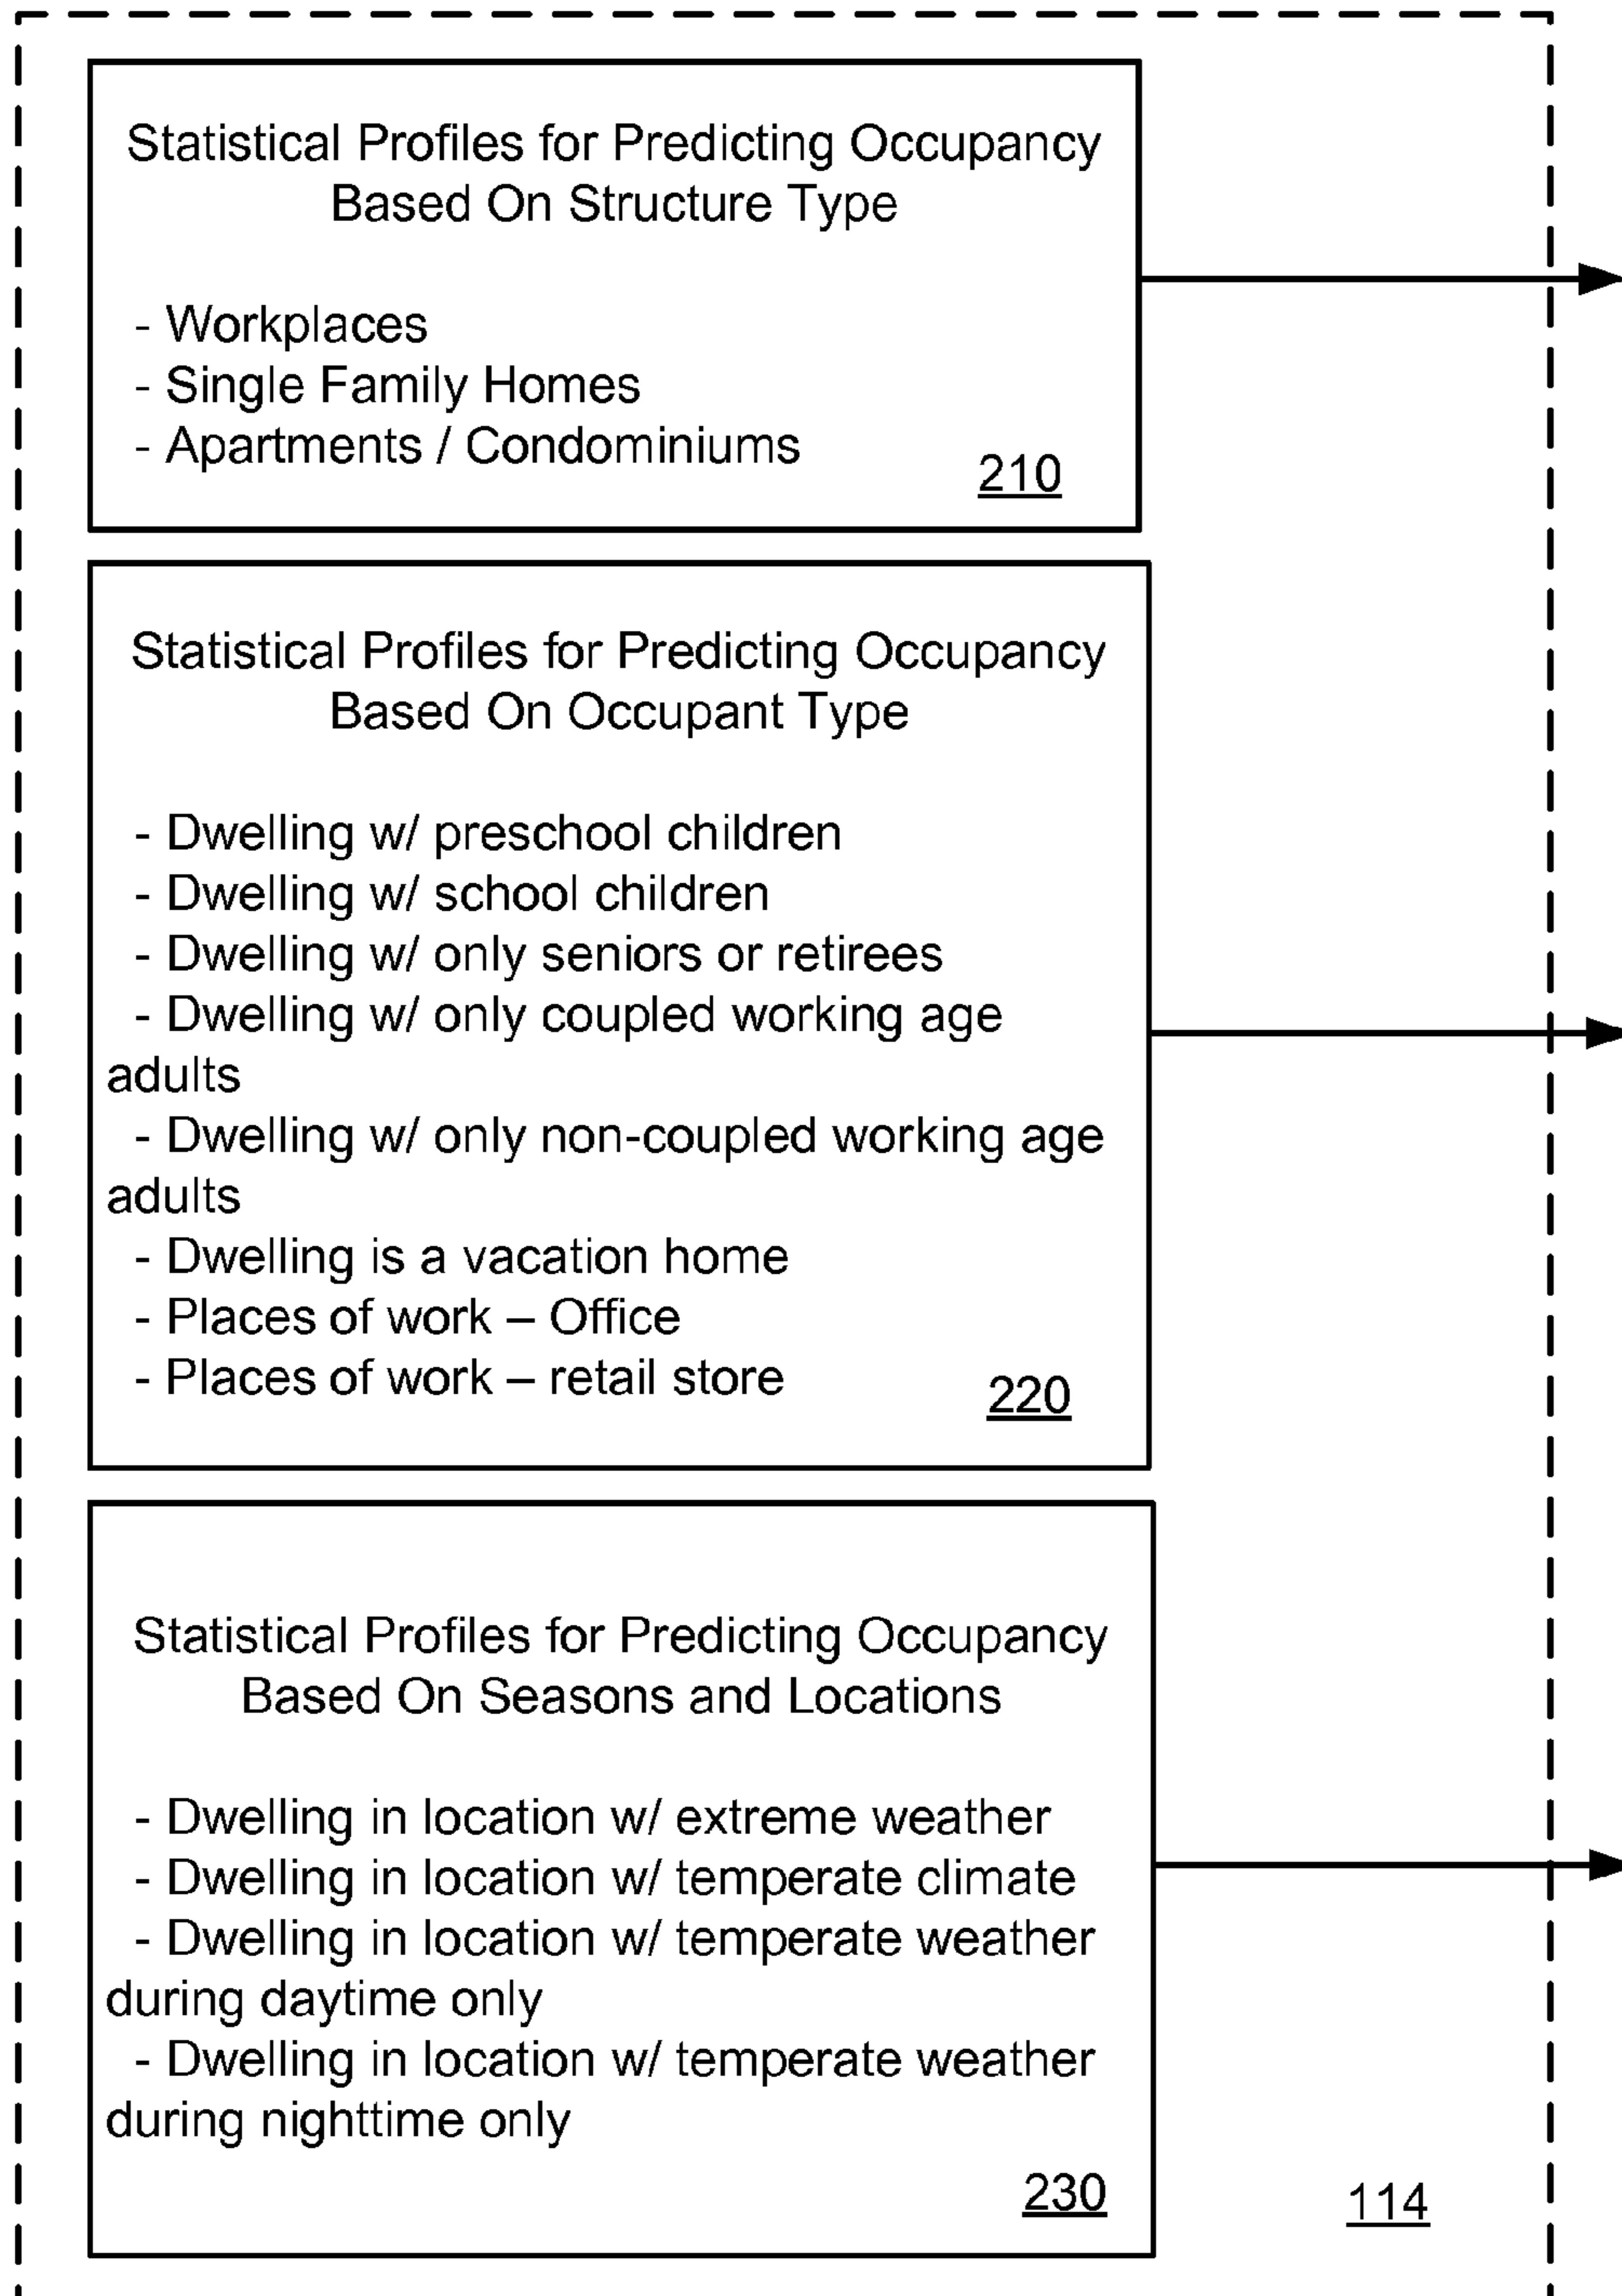 Statistical Profiles for Predicting Occupancy
Based On Structure Type
- Workplaces
- Single Family Homes
- Apartments / Condominiums
210
Statistical Profiles for Predicting Occupancy
Based On Occupant Type
- Dwelling w/ preschool children
- Dwelling w/ school children
- Dwelling w/ only seniors or retirees
- Dwelling w/ only coupled working age
adults
- Dwelling w/ only non-coupled working age
adults
- Dwelling is a vacation home
- Places of work – Office
- Places of work – retail store
220
Statistical Profiles for Predicting Occupancy
Based On Seasons and Locations
- Dwelling in location w/ extreme weather
- Dwelling in location w/ temperate climate
- Dwelling in location w/ temperate weather
during daytime only
- Dwelling in location w/ temperate weather
during nighttime only
230
114